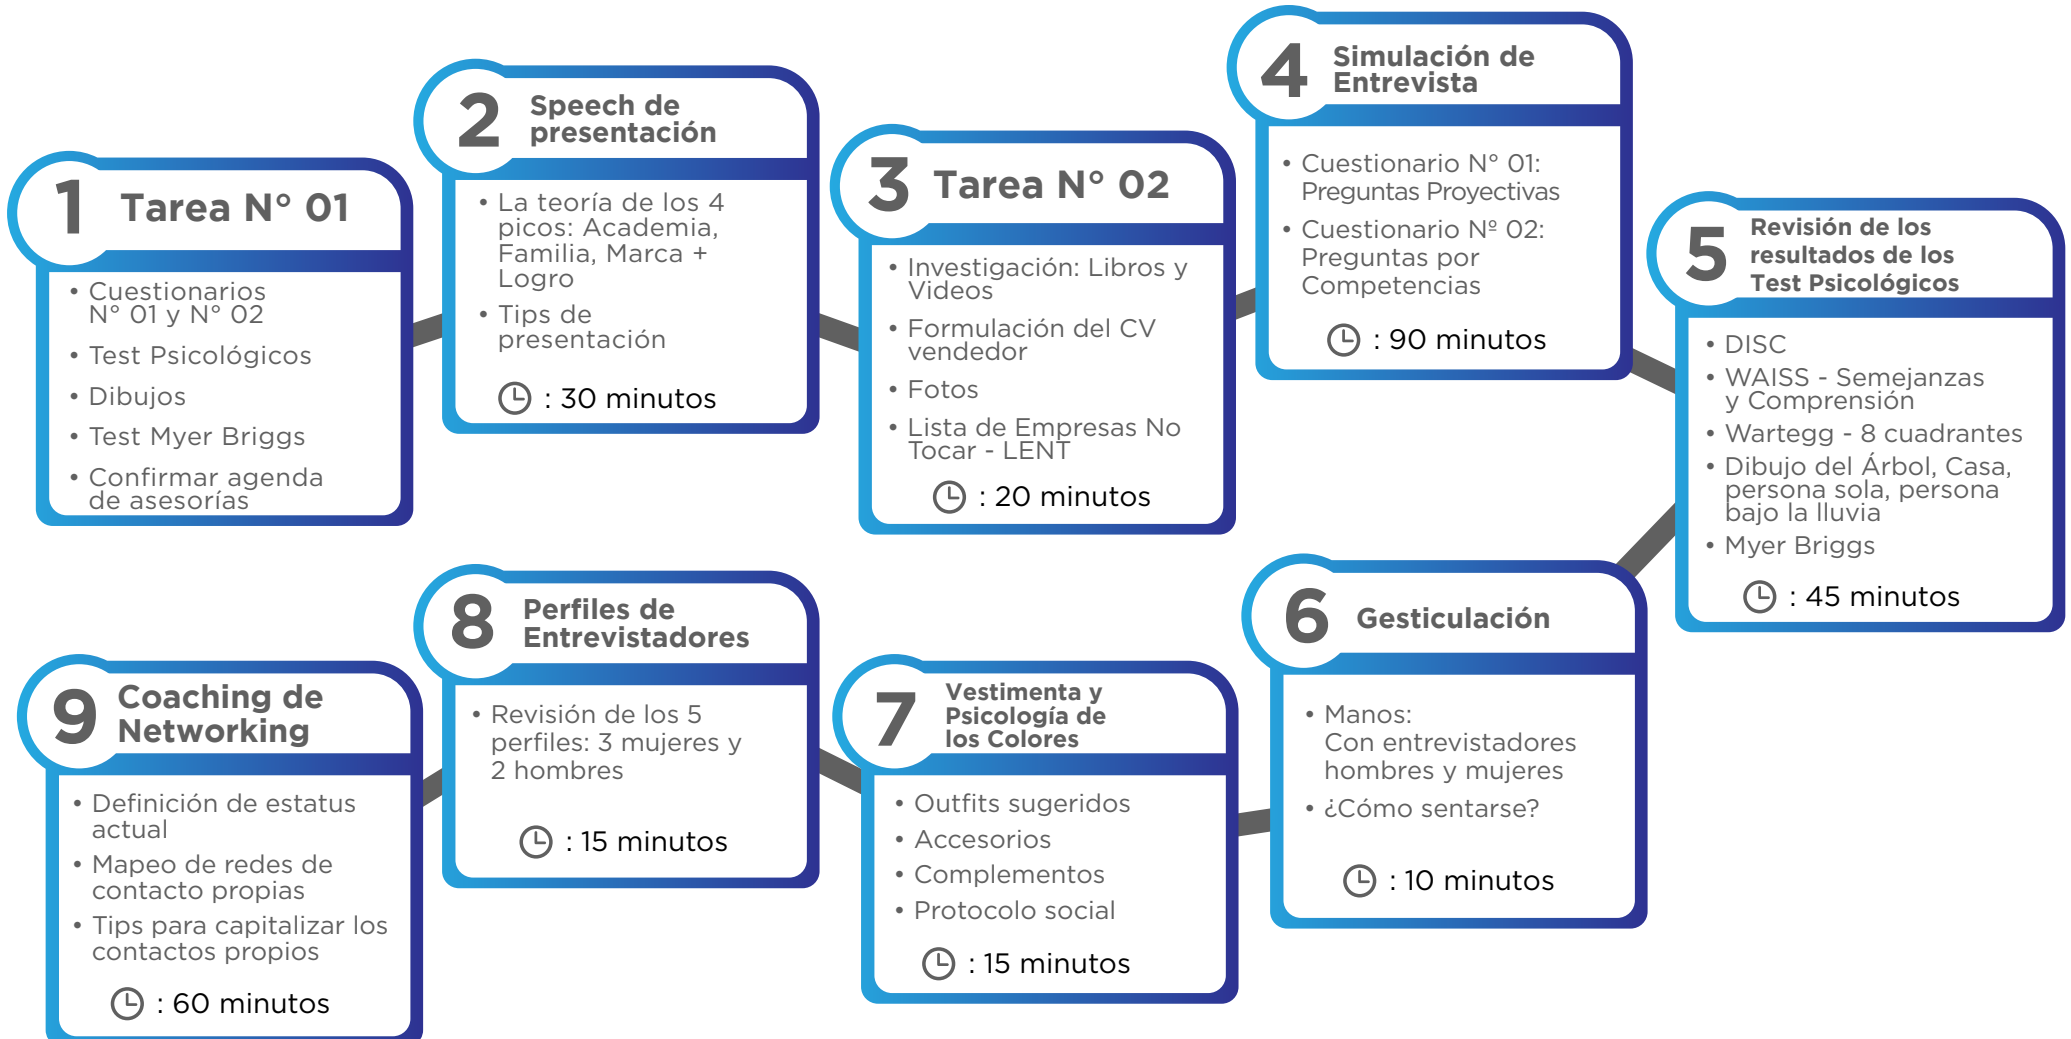 1
Tarea N° 01
• Cuestionarios
N° 01 y N° 02
• Test Psicológicos
• Dibujos
• Test Myer Briggs
• Confirmar agenda
de asesorías
2
Speech de
presentación
• La teoría de los 4
picos: Academia,
Familia, Marca +
Logro
• Tips de
presentación
: 30 minutos
3
Tarea N° 02
• Investigación: Libros y
Videos
• Formulación del CV
vendedor
• Fotos
• Lista de Empresas No
Tocar - LENT
: 20 minutos
4
Simulación de
Entrevista
• Cuestionario N° 01:
Preguntas Proyectivas
• Cuestionario Nº 02:
Preguntas por
Competencias
: 90 minutos
5
Revisión de los
resultados de los
Test Psicológicos
• DISC
• WAISS - Semejanzas
y Comprensión
• Wartegg - 8 cuadrantes
• Dibujo del Árbol, Casa,
persona sola, persona
bajo la lluvia
• Myer Briggs
: 45 minutos
6
Gesticulación
• Manos:
Con entrevistadores
hombres y mujeres
• ¿Cómo sentarse?
: 10 minutos
7
Vestimenta y
Psicología de
los Colores
• Outfits sugeridos
• Accesorios
• Complementos
• Protocolo social
: 15 minutos
8
Perfiles de
Entrevistadores
• Revisión de los 5
perfiles: 3 mujeres y
2 hombres
: 15 minutos
9
Coaching de
Networking
• Definición de estatus
actual
• Mapeo de redes de
contacto propias
• Tips para capitalizar los
contactos propios
: 60 minutos